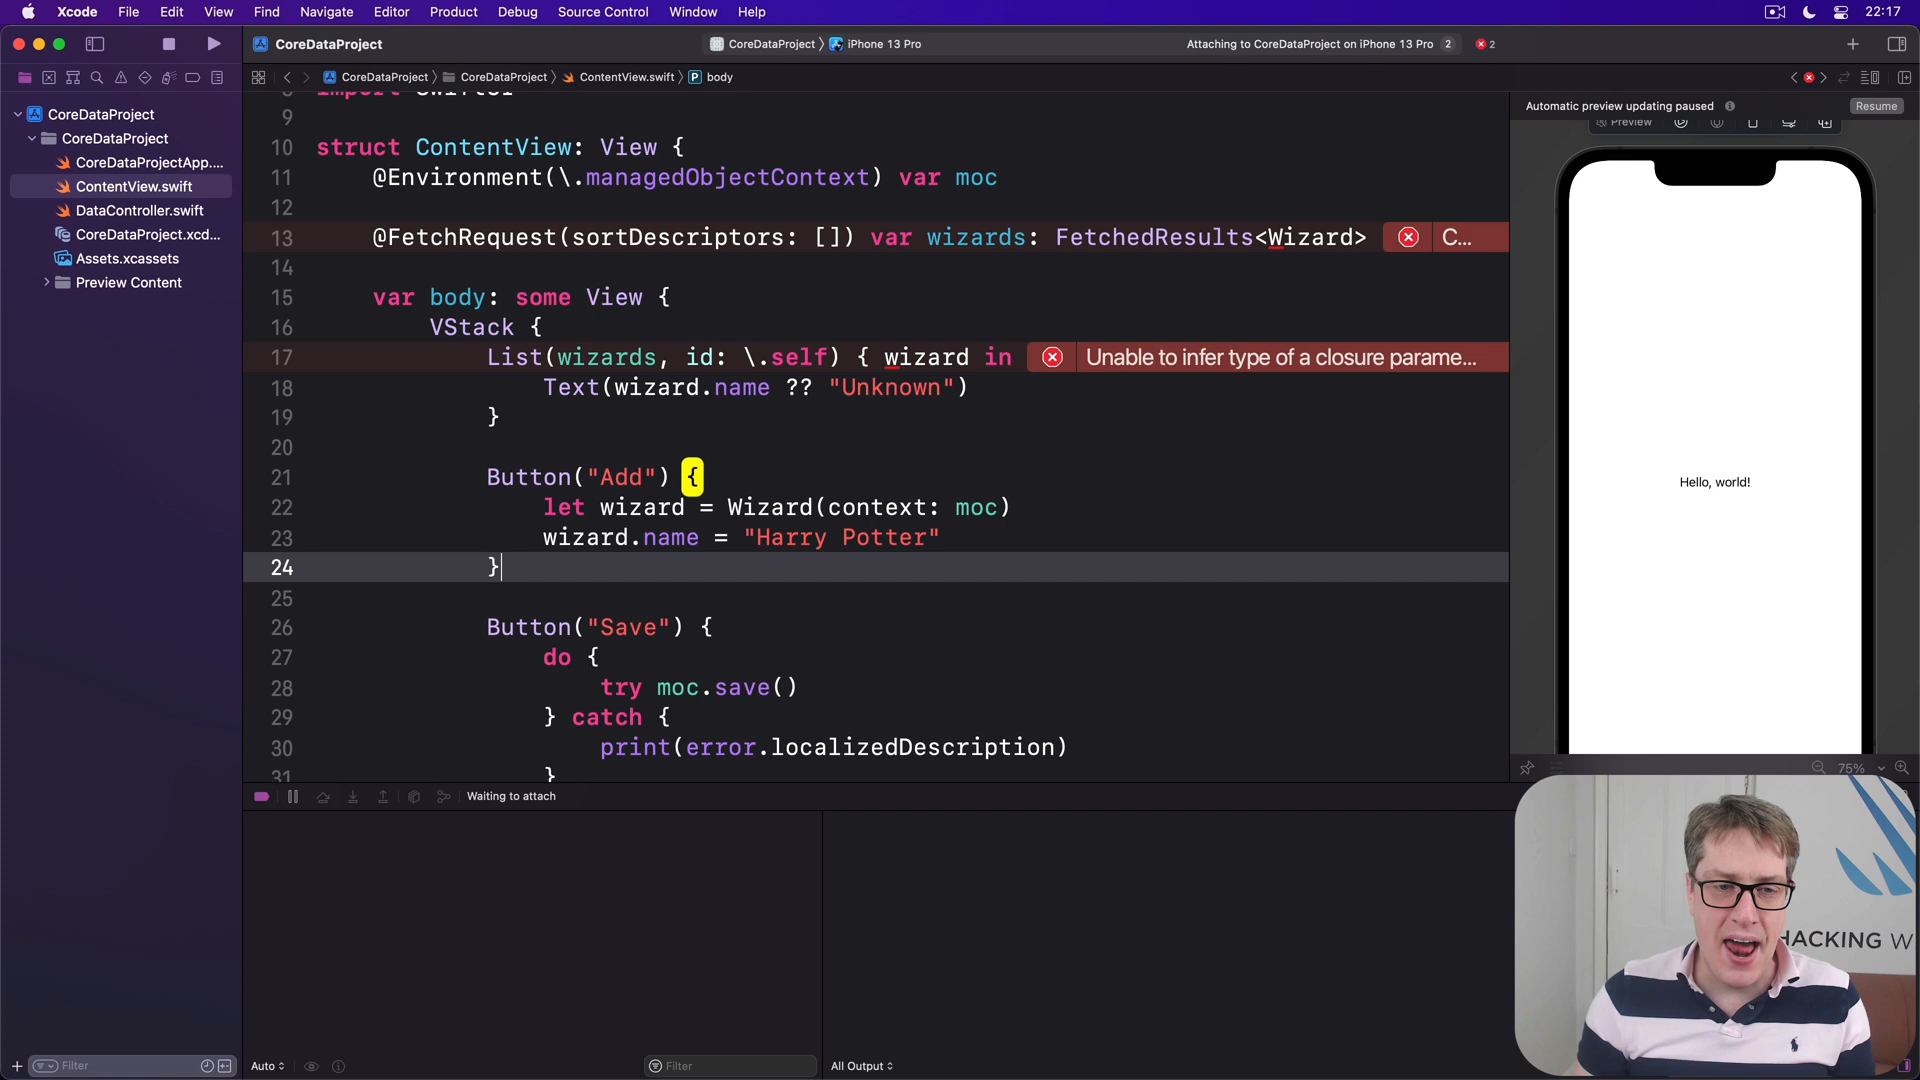 Xcode File Edit View Find Navigate Editor Product Debug Source Control Window Help 22:17
CoreDataProject CoreDataProject iPhone 13 Pro Attaching to CoreDataProject on iPhone 13 Pro 2 2
CoreDataProject CoreDataProject ContentView.swift P body
CoreDataProject
CoreDataProject
CoreDataProjectApp....
ContentView.swift
DataController.swift
CoreDataProject.xcd...
Assets.xcassets
Preview Content
9
10 struct ContentView: View {
11 @Environment(\.managedObjectContext) var moc
12
13 @FetchRequest(sortDescriptors: []) var wizards: FetchedResults<Wizard> C...
14
15 var body: some View {
16 VStack {
17 List(wizards, id: \.self) { wizard in Unable to infer type of a closure parame...
18 Text(wizard.name ?? "Unknown")
19 }
20
21 Button("Add") {
22 let wizard = Wizard(context: moc)
23 wizard.name = "Harry Potter"
24 }
25
26 Button("Save") {
27 do {
28 try moc.save()
29 } catch {
30 print(error.localizedDescription)
31 }
Automatic preview updating paused Resume
Preview
Hello, world!
75%
Waiting to attach
HACKING W
Filter
Auto
Filter
All Output